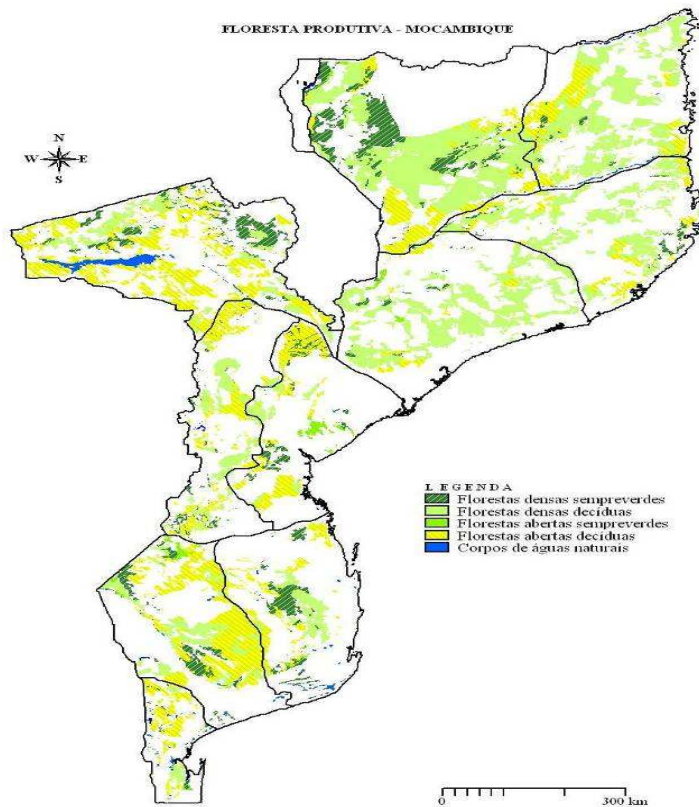 FLORESTA PRODUTIVA - MOCAMBIQUE
N
W E
S
LEGENDA
Florestas densas sempreverdes
Florestas densas decíduas
Florestas abertas sempreverdes
Florestas abertas decíduas
Corpos de águas naturais
0 300 km